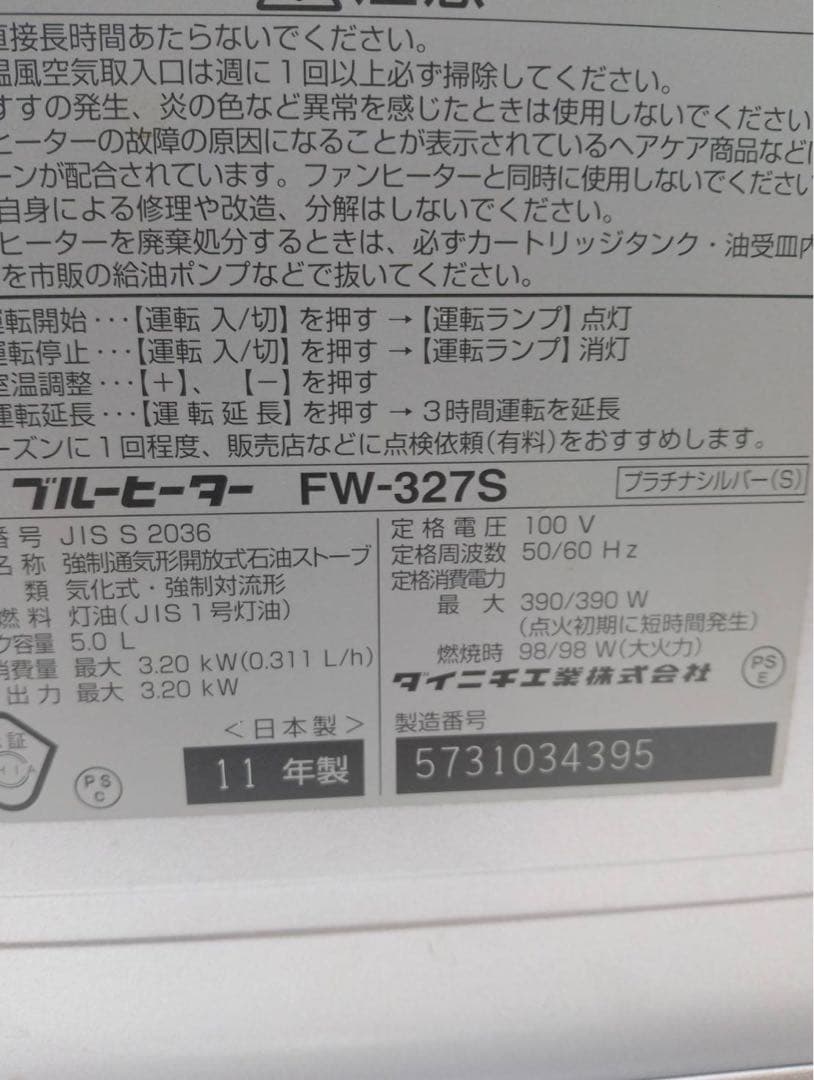 注意
直接長時間あたらないでください。
温風空気取入口は週に1回以上必ず掃除してください。
すすの発生、炎の色など異常を感じたときは使用しないでください
ヒーターの故障の原因になることが表示されているヘアケア商品などに
ーンが配合されています。ファンヒーターと同時に使用しないでください
自身による修理や改造、分解はしないでください。
ヒーターを廃棄処分するときは、必ずカートリッジタンク・油受皿内
を市販の給油ポンプなどで抜いてください。
運転開始･･･【運転 入/切】を押す → 【運転ランプ】点灯
運転停止･･･【運転 入/切】を押す → 【運転ランプ】消灯
室温調整･･･【+】、【−】を押す
運転延長･･･【運転延長】を押す → 3時間運転を延長
ーズンに1回程度、販売店などに点検依頼(有料)をおすすめします。
ブルーヒーター FW-327S プラチナシルバー(S)
番号 JIS S 2036
名称 強制通気形開放式石油ストーブ
類 気化式・強制対流形
燃料 灯油(JIS1号灯油)
ク容量 5.0 L
消費量 最大 3.20 kW(0.311 L/h)
出力 最大 3.20 kW
<日本製>
11 年製
証
PS
C
定格電圧 100 V
定格周波数 50/60 Hz
定格消費電力
最大 390/390 W
(点火初期に短時間発生)
燃焼時 98/98 W(大火力)
ダイニチ工業株式会社
PS
E
製造番号
5731034395